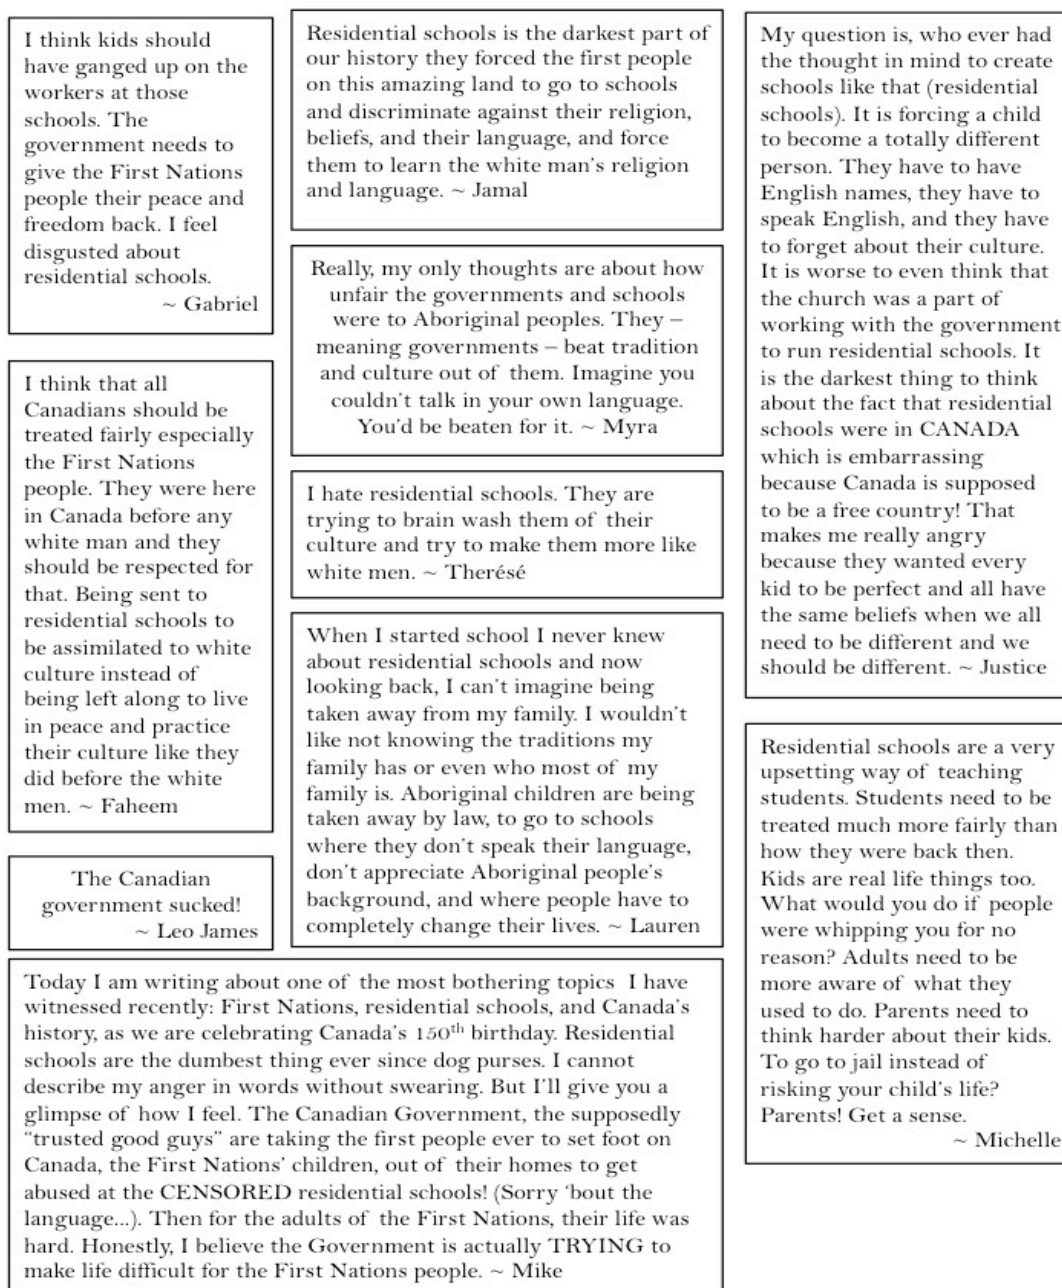 I think kids should
have ganged up on the
workers at those
schools. The
government needs to
give the First Nations
people their peace and
freedom back. I feel
disgusted about
residential schools.
~ Gabriel
I think that all
Canadians should be
treated fairly especially
the First Nations
people. They were here
in Canada before any
white man and they
should be respected for
that. Being sent to
residential schools to
be assimilated to white
culture instead of
being left along to live
in peace and practice
their culture like they
did before the white
men. ~ Faheem
The Canadian
government sucked!
~ Leo James
Residential schools is the darkest part of
our history they forced the first people
on this amazing land to go to schools
and discriminate against their religion,
beliefs, and their language, and force
them to learn the white man's religion
and language. ~ Jamal
Really, my only thoughts are about how
unfair the governments and schools
were to Aboriginal peoples. They –
meaning governments – beat tradition
and culture out of them. Imagine you
couldn't talk in your own language.
You'd be beaten for it. ~ Myra
I hate residential schools. They are
trying to brain wash them of their
culture and try to make them more like
white men. ~ Therésé
When I started school I never knew
about residential schools and now
looking back, I can't imagine being
taken away from my family. I wouldn't
like not knowing the traditions my
family has or even who most of my
family is. Aboriginal children are being
taken away by law, to go to schools
where they don't speak their language,
don't appreciate Aboriginal people's
background, and where people have to
completely change their lives. ~ Lauren
Today I am writing about one of the most bothering topics I have
witnessed recently: First Nations, residential schools, and Canada's
history, as we are celebrating Canada's 150th birthday. Residential
schools are the dumbest thing ever since dog purses. I cannot
describe my anger in words without swearing. But I'll give you a
glimpse of how I feel. The Canadian Government, the supposedly
"trusted good guys" are taking the first people ever to set foot on
Canada, the First Nations' children, out of their homes to get
abused at the CENSORED residential schools! (Sorry 'bout the
language...). Then for the adults of the First Nations, their life was
hard. Honestly, I believe the Government is actually TRYING to
make life difficult for the First Nations people. ~ Mike
My question is, who ever had
the thought in mind to create
schools like that (residential
schools). It is forcing a child
to become a totally different
person. They have to have
English names, they have to
speak English, and they have
to forget about their culture.
It is worse to even think that
the church was a part of
working with the government
to run residential schools. It
is the darkest thing to think
about the fact that residential
schools were in CANADA
which is embarrassing
because Canada is supposed
to be a free country! That
makes me really angry
because they wanted every
kid to be perfect and all have
the same beliefs when we all
need to be different and we
should be different. ~ Justice
Residential schools are a very
upsetting way of teaching
students. Students need to be
treated much more fairly than
how they were back then.
Kids are real life things too.
What would you do if people
were whipping you for no
reason? Adults need to be
more aware of what they
used to do. Parents need to
think harder about their kids.
To go to jail instead of
risking your child's life?
Parents! Get a sense.
~ Michelle